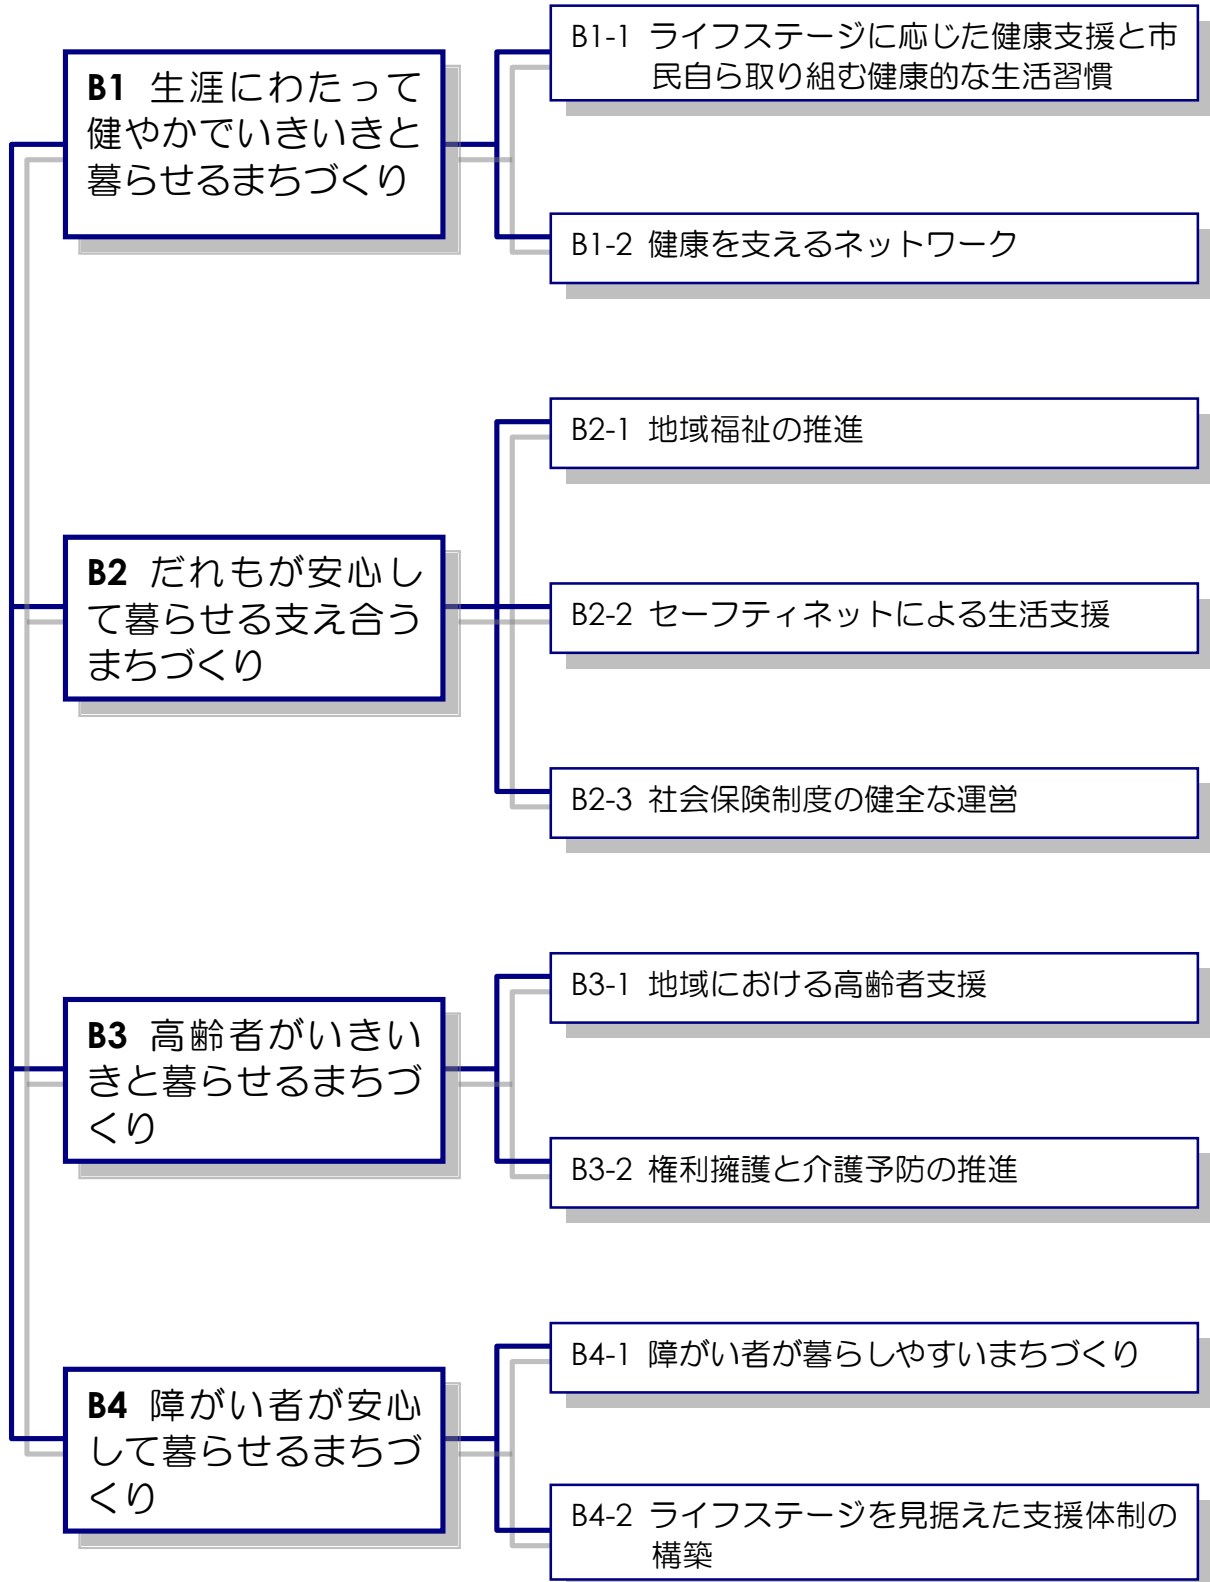 B1 生涯にわたって
健やかでいきいきと
暮らせるまちづくり
B1-1 ライフステージに応じた健康支援と市
民自ら取り組む健康的な生活習慣
B1-2 健康を支えるネットワーク
B2 だれもが安心し
て暮らせる支え合う
まちづくり
B2-1 地域福祉の推進
B2-2 セーフティネットによる生活支援
B2-3 社会保険制度の健全な運営
B3 高齢者がいきい
きと暮らせるまちづ
くり
B3-1 地域における高齢者支援
B3-2 権利擁護と介護予防の推進
B4 障がい者が安心
して暮らせるまちづ
くり
B4-1 障がい者が暮らしやすいまちづくり
B4-2 ライフステージを見据えた支援体制の
構築